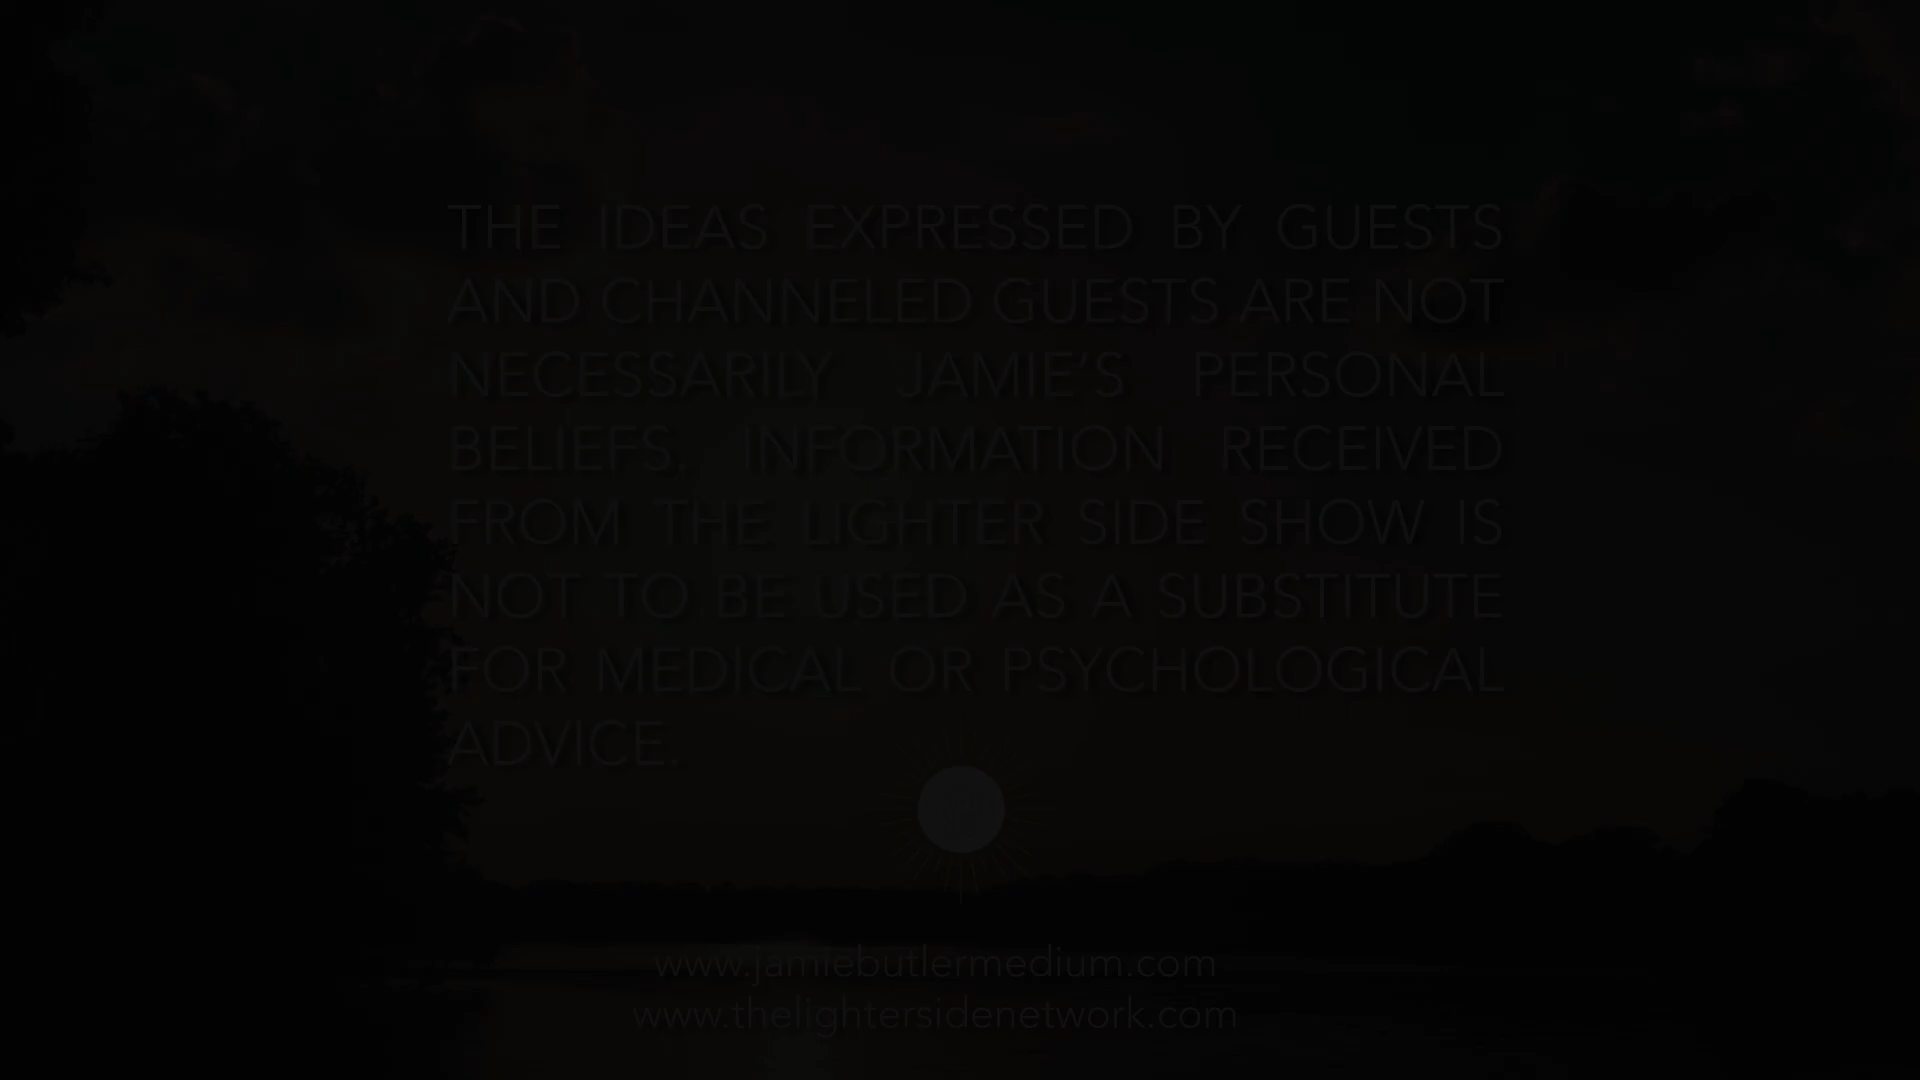 THE IDEAS EXPRESSED BY GUESTS
AND CHANNELED GUESTS ARE NOT
NECESSARILY JAMIE'S PERSONAL
BELIEFS. INFORMATION RECEIVED
FROM THE LIGHTER SIDE SHOW IS
NOT TO BE USED AS A SUBSTITUTE
FOR MEDICAL OR PSYCHOLOGICAL
ADVICE.
www.jamiebutlermedium.com
www.thelightersidenetwork.com